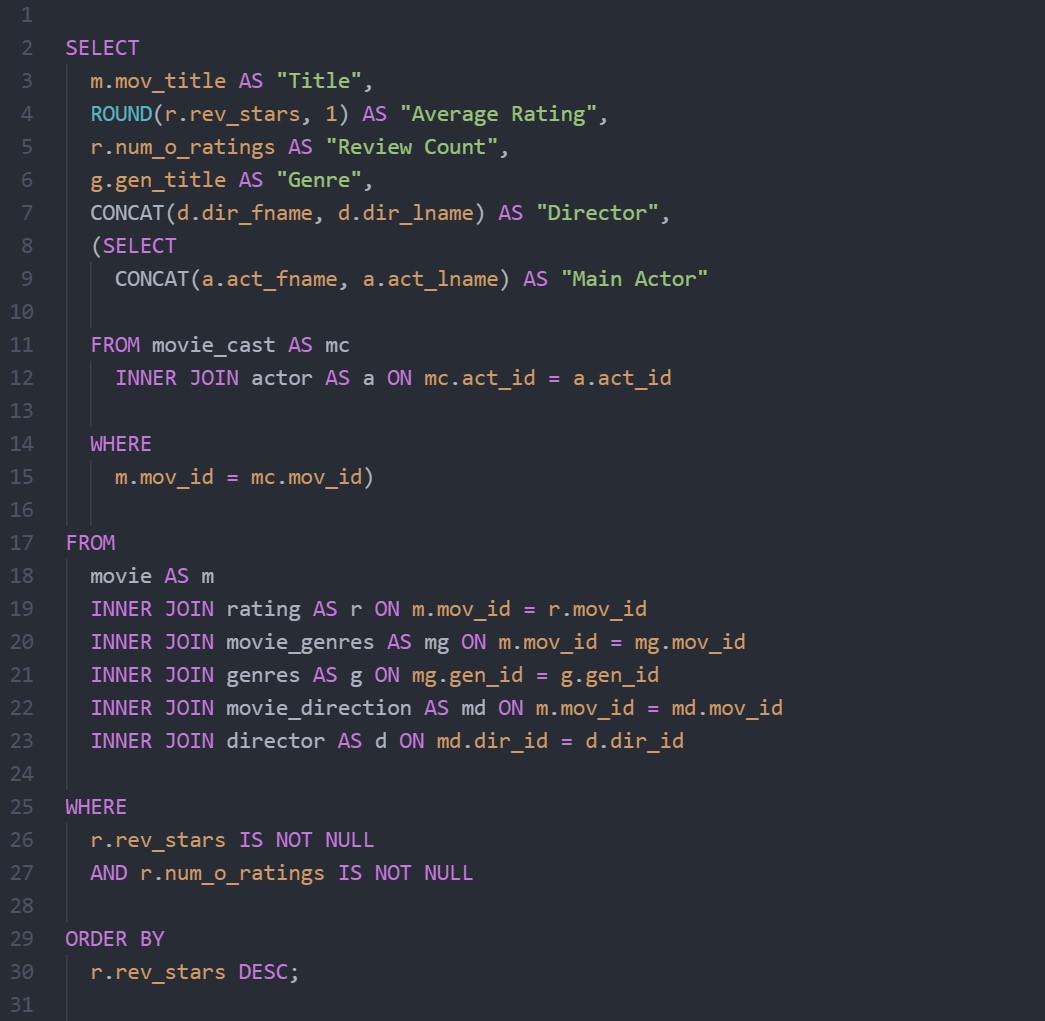 1
2 SELECT
3 m.mov_title AS "Title",
4 ROUND(r.rev_stars, 1) AS "Average Rating",
5 r.num_o_ratings AS "Review Count",
6 g.gen_title AS "Genre",
7 CONCAT(d.dir_fname, d.dir_lname) AS "Director",
8 (SELECT
9 CONCAT(a.act_fname, a.act_lname) AS "Main Actor"
10
11 FROM movie_cast AS mc
12 INNER JOIN actor AS a ON mc.act_id = a.act_id
13
14 WHERE
15 m.mov_id = mc.mov_id)
16
17 FROM
18 movie AS m
19 INNER JOIN rating AS r ON m.mov_id = r.mov_id
20 INNER JOIN movie_genres AS mg ON m.mov_id = mg.mov_id
21 INNER JOIN genres AS g ON mg.gen_id = g.gen_id
22 INNER JOIN movie_direction AS md ON m.mov_id = md.mov_id
23 INNER JOIN director AS d ON md.dir_id = d.dir_id
24
25 WHERE
26 r.rev_stars IS NOT NULL
27 AND r.num_o_ratings IS NOT NULL
28
29 ORDER BY
30 r.rev_stars DESC;
31